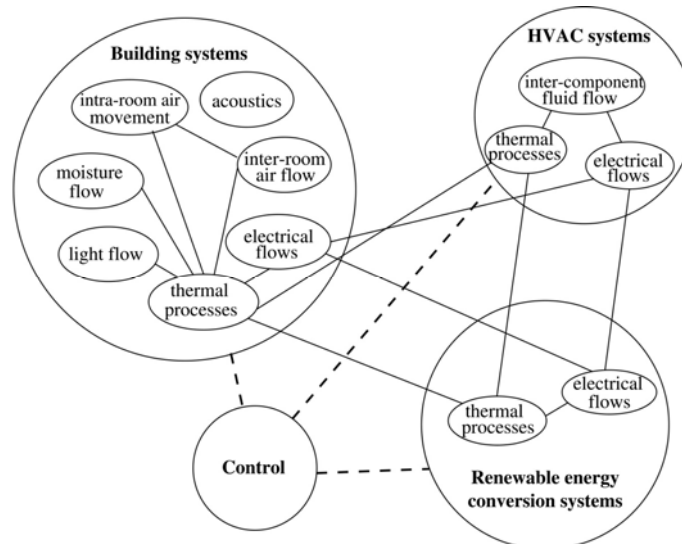 Building systems
intra-room air
movement
acoustics
inter-room
air flow
moisture
flow
light flow
electrical
flows
thermal
processes
HVAC systems
inter-component
fluid flow
thermal
processes
electrical
flows
Control
electrical
flows
thermal
processes
Renewable energy
conversion systems